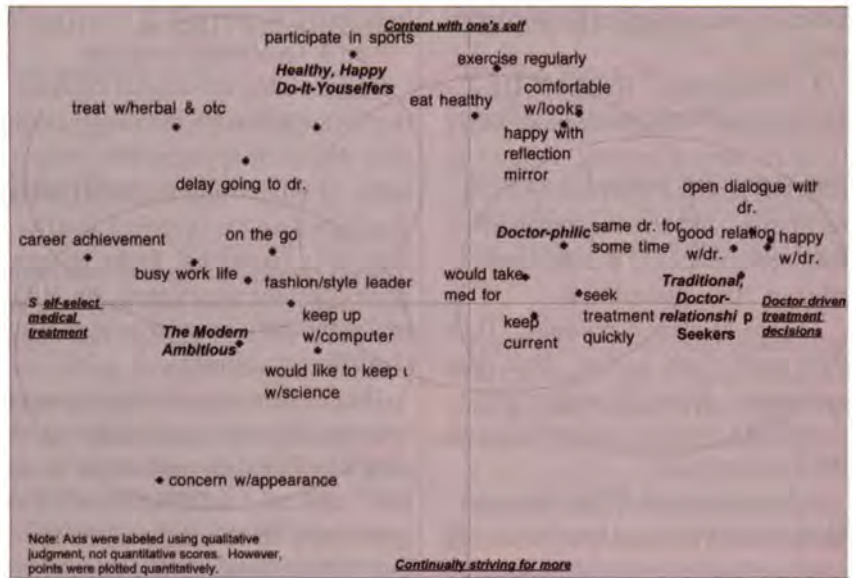 Content with one's self
participate in sports
Healthy, Happy
Do-It-Youselfers
exercise regularly
eat healthy
comfortable
w/looks
treat w/herbal & otc
happy with
reflection
mirror
delay going to dr.
open dialogue with
dr.
career achievement
on the go
Doctor-philic
same dr. for
some time
good relation
w/dr.
happy
w/dr.
busy work life
fashion/style leader
would take
med for
Traditional,
Doctor-
relationshi p
Seekers
S elf-select
medical
treatment
The Modern
Ambitious
keep up
w/computer
keep
current
seek
treatment
quickly
Doctor driven
treatment
decisions
would like to keep u
w/science
concern w/appearance
Note: Axis were labeled using qualitative
judgment, not quantitative scores. However,
points were plotted quantitatively.
Continually striving for more